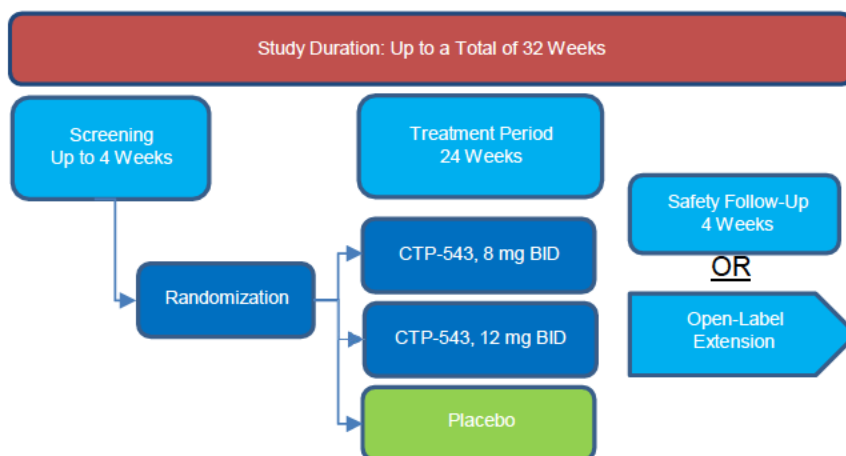 Study Duration: Up to a Total of 32 Weeks
Screening
Up to 4 Weeks
Treatment Period
24 Weeks
Safety Follow-Up
4 Weeks
OR
Open-Label
Extension
Randomization
CTP-543, 8 mg BID
CTP-543, 12 mg BID
Placebo